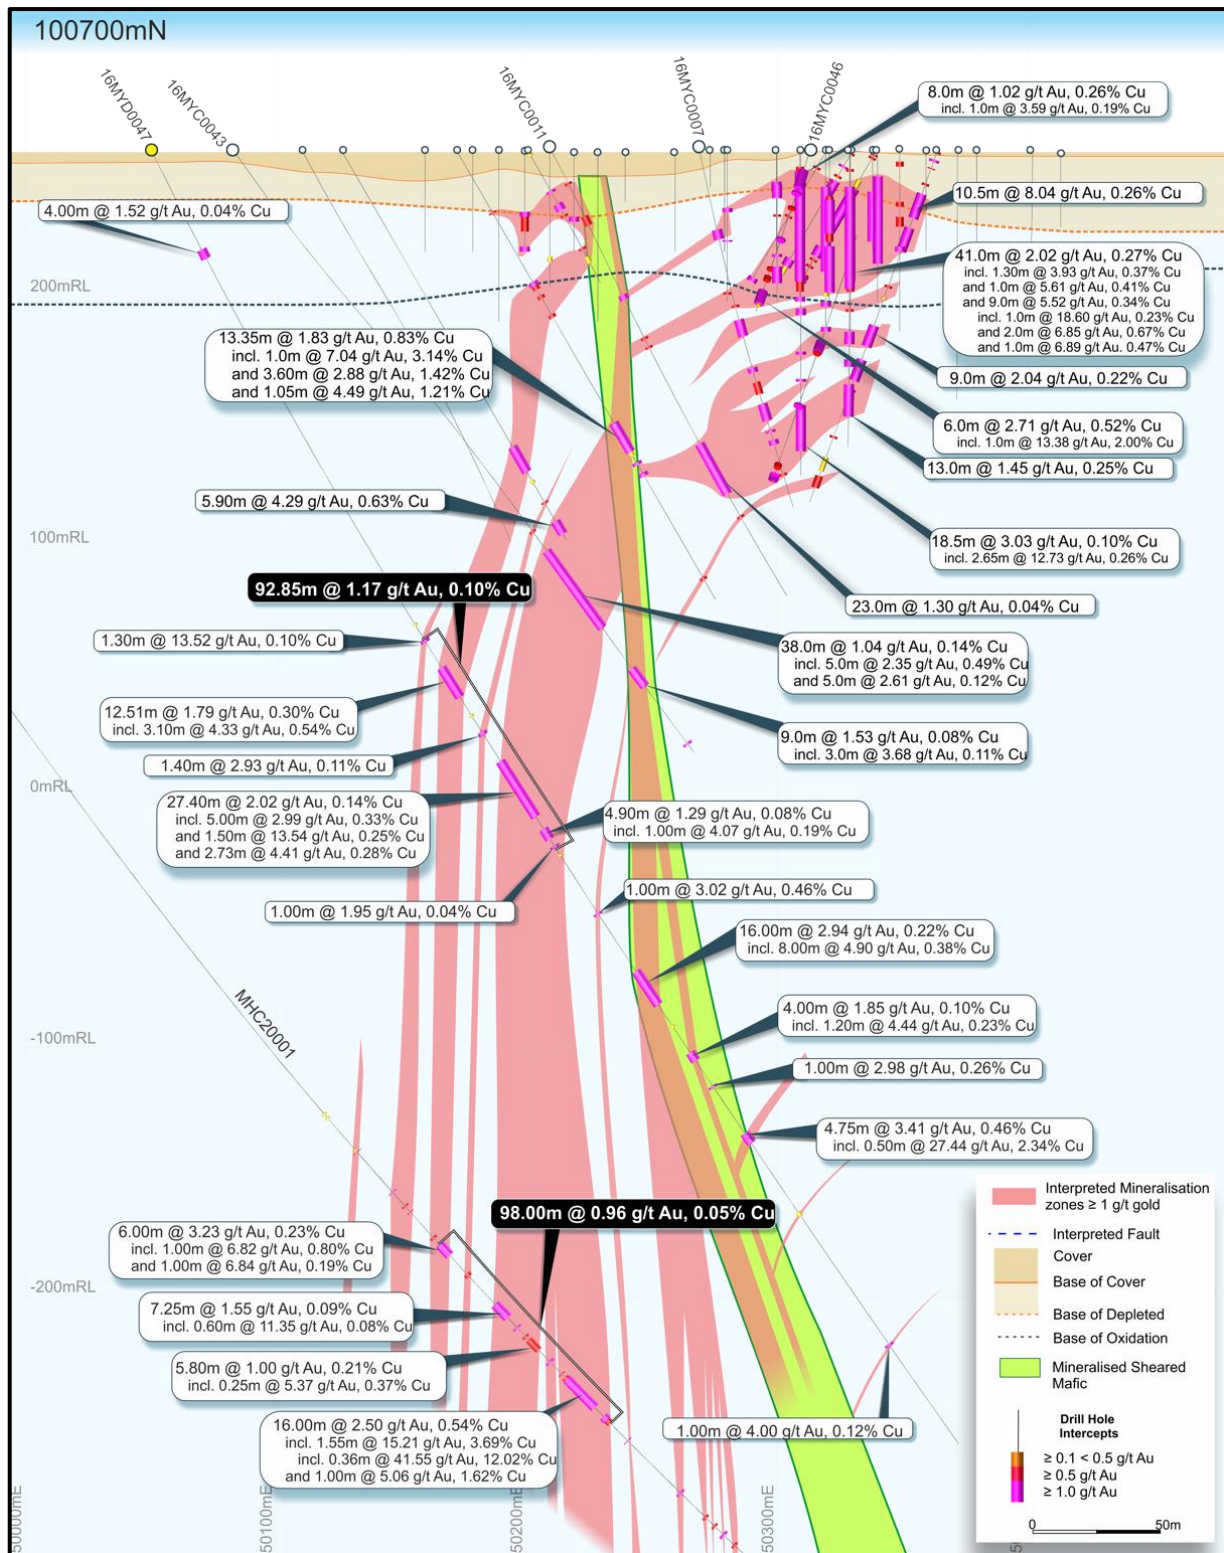 100700mN
16MYD0047
16MYC0043
16MYC0011
16MYC0007
16MYC0046
8.0m @ 1.02 g/t Au, 0.26% Cu
incl. 1.0m @ 3.59 g/t Au, 0.19% Cu
4.00m @ 1.52 g/t Au, 0.04% Cu
10.5m @ 8.04 g/t Au, 0.26% Cu
41.0m @ 2.02 g/t Au, 0.27% Cu
incl. 1.30m @ 3.93 g/t Au, 0.37% Cu
and 1.0m @ 5.61 g/t Au, 0.41% Cu
and 9.0m @ 5.52 g/t Au, 0.34% Cu
incl. 1.0m @ 18.60 g/t Au, 0.23% Cu
and 2.0m @ 6.85 g/t Au, 0.67% Cu
and 1.0m @ 6.89 g/t Au. 0.47% Cu
200mRL
13.35m @ 1.83 g/t Au, 0.83% Cu
incl. 1.0m @ 7.04 g/t Au, 3.14% Cu
and 3.60m @ 2.88 g/t Au, 1.42% Cu
and 1.05m @ 4.49 g/t Au, 1.21% Cu
9.0m @ 2.04 g/t Au, 0.22% Cu
6.0m @ 2.71 g/t Au, 0.52% Cu
incl. 1.0m @ 13.38 g/t Au, 2.00% Cu
13.0m @ 1.45 g/t Au, 0.25% Cu
5.90m @ 4.29 g/t Au, 0.63% Cu
100mRL
18.5m @ 3.03 g/t Au, 0.10% Cu
incl. 2.65m @ 12.73 g/t Au, 0.26% Cu
92.85m @ 1.17 g/t Au, 0.10% Cu
23.0m @ 1.30 g/t Au, 0.04% Cu
1.30m @ 13.52 g/t Au, 0.10% Cu
38.0m @ 1.04 g/t Au, 0.14% Cu
incl. 5.0m @ 2.35 g/t Au, 0.49% Cu
and 5.0m @ 2.61 g/t Au, 0.12% Cu
12.51m @ 1.79 g/t Au, 0.30% Cu
incl. 3.10m @ 4.33 g/t Au, 0.54% Cu
9.0m @ 1.53 g/t Au, 0.08% Cu
incl. 3.0m @ 3.68 g/t Au, 0.11% Cu
1.40m @ 2.93 g/t Au, 0.11% Cu
0mRL
27.40m @ 2.02 g/t Au, 0.14% Cu
incl. 5.00m @ 2.99 g/t Au, 0.33% Cu
and 1.50m @ 13.54 g/t Au, 0.25% Cu
and 2.73m @ 4.41 g/t Au, 0.28% Cu
4.90m @ 1.29 g/t Au, 0.08% Cu
incl. 1.00m @ 4.07 g/t Au, 0.19% Cu
1.00m @ 3.02 g/t Au, 0.46% Cu
1.00m @ 1.95 g/t Au, 0.04% Cu
16.00m @ 2.94 g/t Au, 0.22% Cu
incl. 8.00m @ 4.90 g/t Au, 0.38% Cu
MHC20001
4.00m @ 1.85 g/t Au, 0.10% Cu
incl. 1.20m @ 4.44 g/t Au, 0.23% Cu
-100mRL
1.00m @ 2.98 g/t Au, 0.26% Cu
4.75m @ 3.41 g/t Au, 0.46% Cu
incl. 0.50m @ 27.44 g/t Au, 2.34% Cu
98.00m @ 0.96 g/t Au, 0.05% Cu
6.00m @ 3.23 g/t Au, 0.23% Cu
incl. 1.00m @ 6.82 g/t Au, 0.80% Cu
and 1.00m @ 6.84 g/t Au, 0.19% Cu
-200mRL
7.25m @ 1.55 g/t Au, 0.09% Cu
incl. 0.60m @ 11.35 g/t Au, 0.08% Cu
5.80m @ 1.00 g/t Au, 0.21% Cu
incl. 0.25m @ 5.37 g/t Au, 0.37% Cu
16.00m @ 2.50 g/t Au, 0.54% Cu
incl. 1.55m @ 15.21 g/t Au, 3.69% Cu
incl. 0.36m @ 41.55 g/t Au, 12.02% Cu
and 1.00m @ 5.06 g/t Au, 1.62% Cu
1.00m @ 4.00 g/t Au, 0.12% Cu
Interpreted Mineralisation
zones ≥ 1 g/t gold
Interpreted Fault
Cover
Base of Cover
Base of Depleted
Base of Oxidation
Mineralised Sheared
Mafic
Drill Hole
Intercepts
≥ 0.1 < 0.5 g/t Au
≥ 0.5 g/t Au
≥ 1.0 g/t Au
0 50m
50000mE
50100mE
50200mE
50300mE